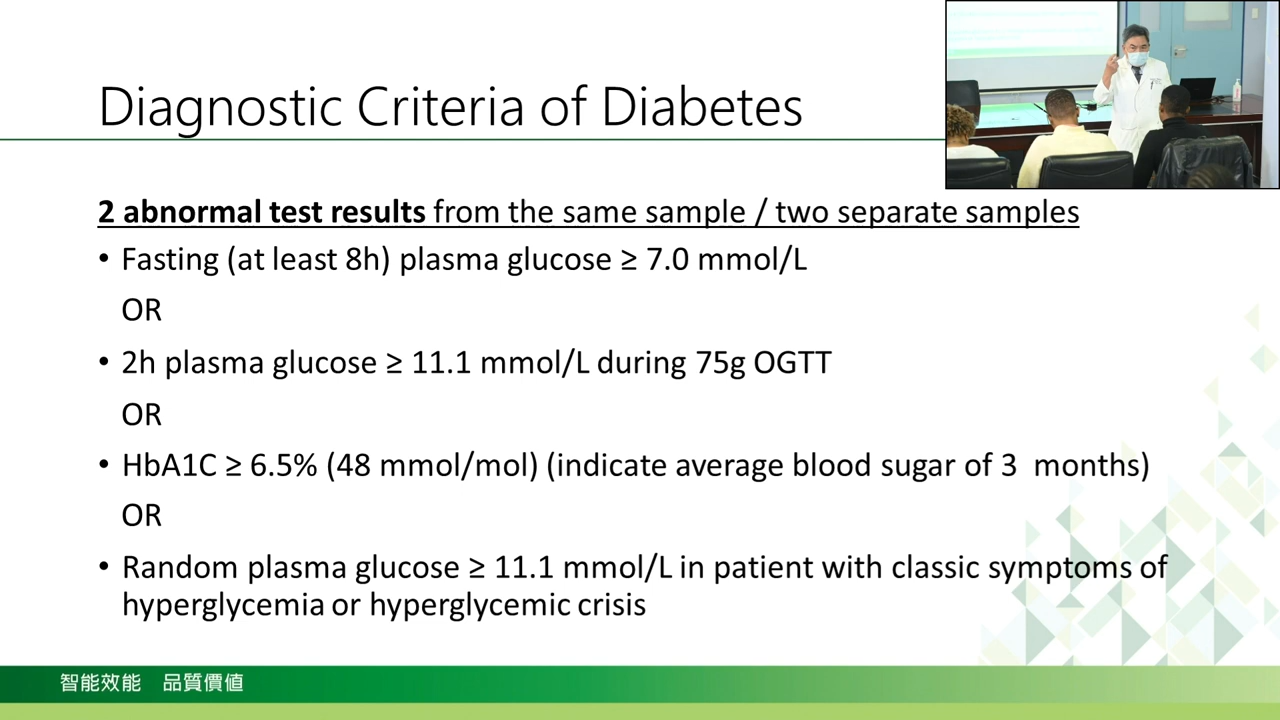 Diagnostic Criteria of Diabetes
2 abnormal test results from the same sample / two separate samples
• Fasting (at least 8h) plasma glucose ≥ 7.0 mmol/L
OR
• 2h plasma glucose ≥ 11.1 mmol/L during 75g OGTT
OR
• HbA1C ≥ 6.5% (48 mmol/mol) (indicate average blood sugar of 3 months)
OR
• Random plasma glucose ≥ 11.1 mmol/L in patient with classic symptoms of
hyperglycemia or hyperglycemic crisis
智能效能 品質價值